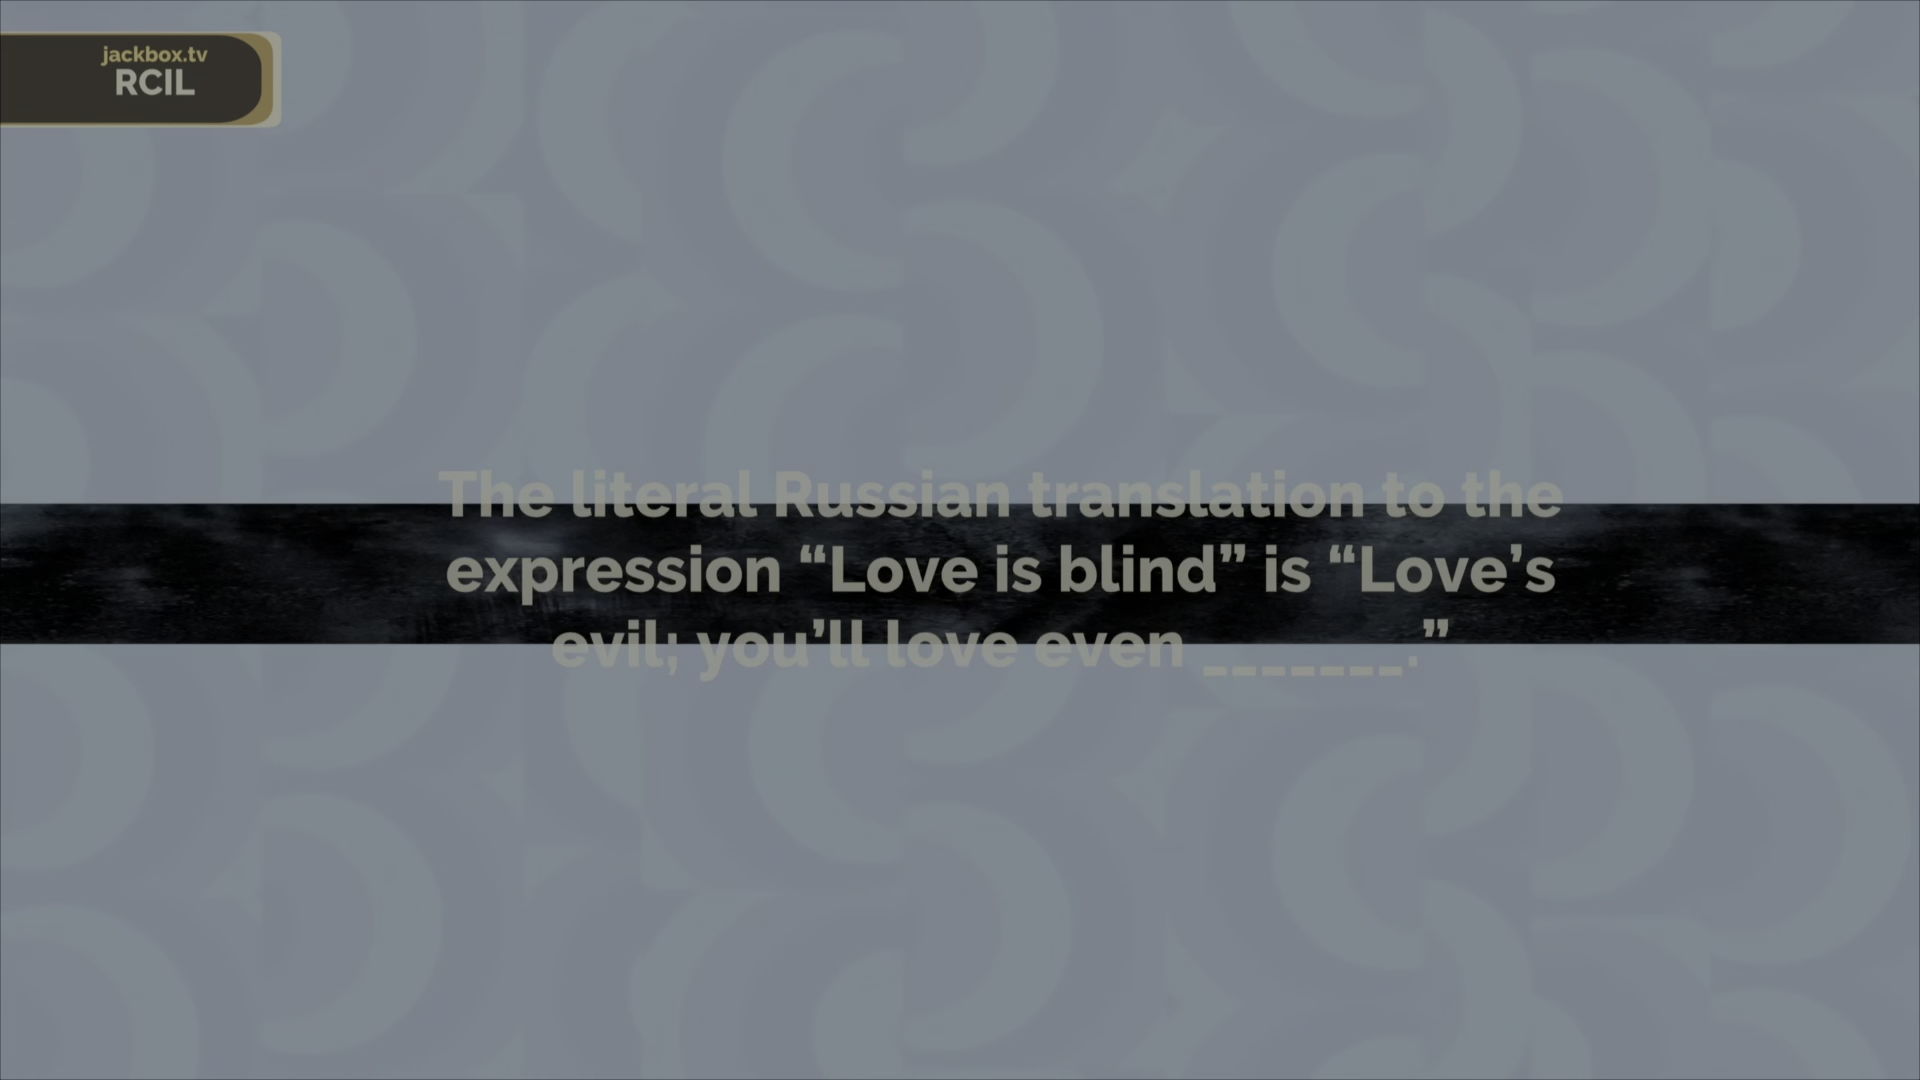 jackbox.tv
RCIL
The literal Russian translation to the
expression “Love is blind” is “Love’s
evil; you’ll love even _______.”